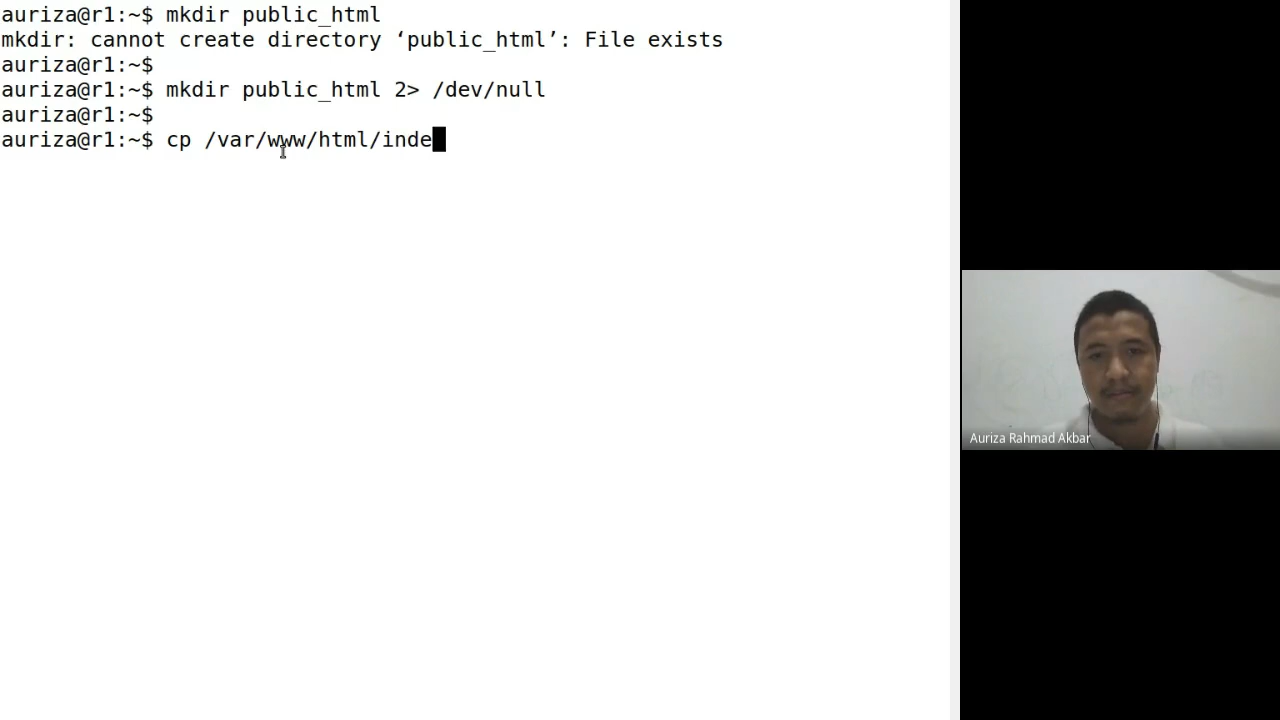 auriza@r1:~$ mkdir public_html
mkdir: cannot create directory ‘public_html’: File exists
auriza@r1:~$
auriza@r1:~$ mkdir public_html 2> /dev/null
auriza@r1:~$
auriza@r1:~$ cp /var/www/html/inde
Auriza Rahmad Akbar